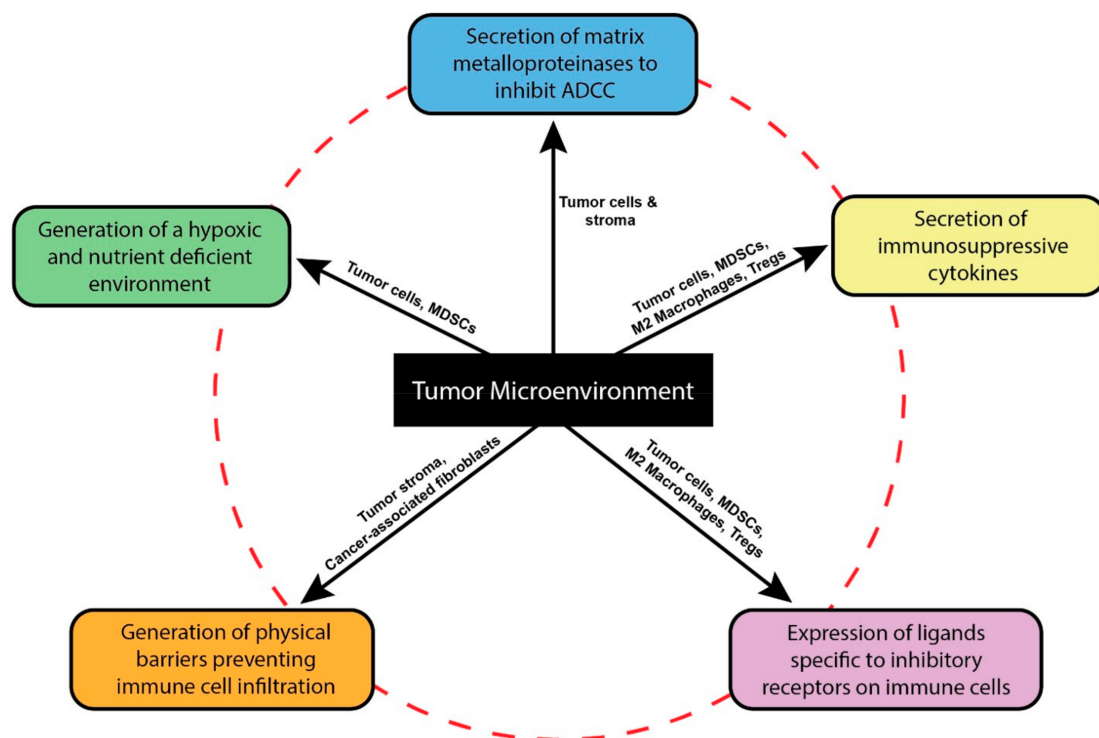 Secretion of matrix
metalloproteinases to
inhibit ADCC
Generation of a hypoxic
and nutrient deficient
environment
Tumor cells &
stroma
Secretion of
immunosuppressive
cytokines
Tumor cells, MDSCs
Tumor cells, MDSCs,
M2 Macrophages, Tregs
Tumor Microenvironment
Tumor stroma,
Cancer-associated fibroblasts
Tumor cells, MDSCs,
M2 Macrophages, Tregs
Generation of physical
barriers preventing
immune cell infiltration
Expression of ligands
specific to inhibitory
receptors on immune cells